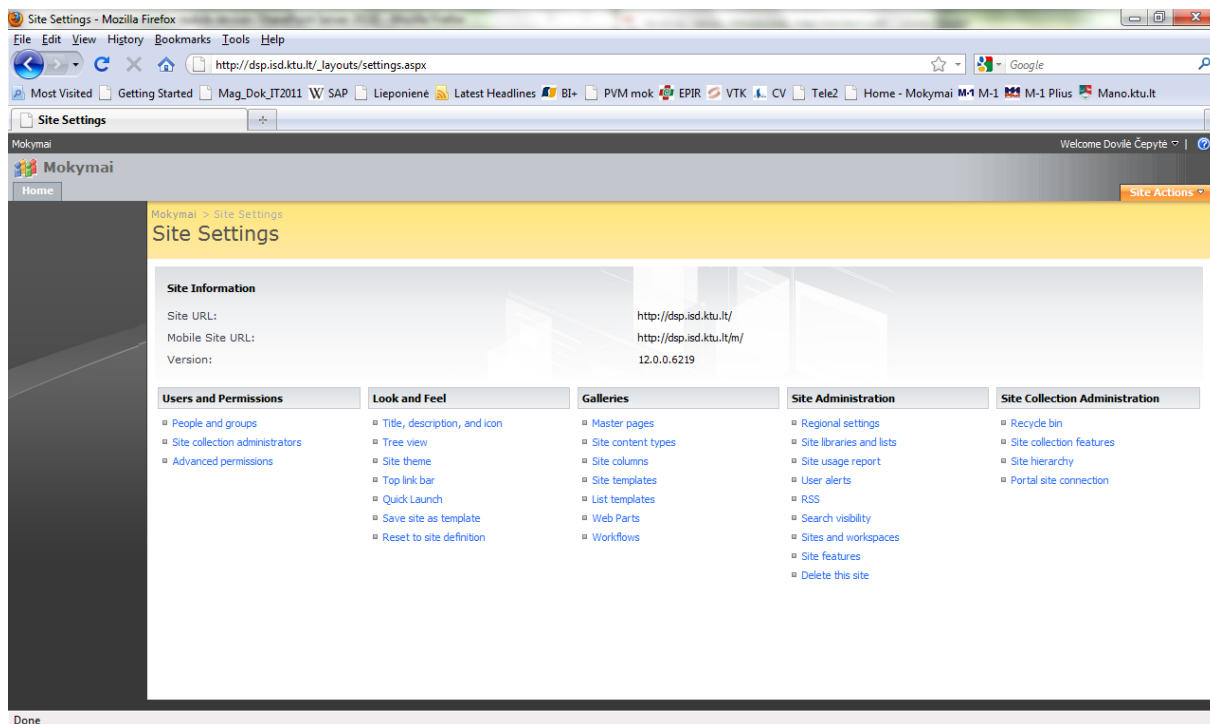 Site Settings - Mozilla Firefox
File Edit View History Bookmarks Tools Help
http://dsp.isd.ktu.lt/_layouts/settings.aspx
Google
Most Visited Getting Started Mag_Dok_IT2011 SAP Lieponienė Latest Headlines BI+ PVM mok EPIR VTK CV Tele2 Home - Mokymai M-1 M-1 M-1 Plius Mano.ktu.lt
Site Settings
Mokymai Welcome Dovilė Čepytė
Mokymai
Home Site Actions
Mokymai > Site Settings
Site Settings
Site Information
Site URL: http://dsp.isd.ktu.lt/
Mobile Site URL: http://dsp.isd.ktu.lt/m/
Version: 12.0.0.6219
Users and Permissions
People and groups
Site collection administrators
Advanced permissions
Look and Feel
Title, description, and icon
Tree view
Site theme
Top link bar
Quick Launch
Save site as template
Reset to site definition
Galleries
Master pages
Site content types
Site columns
Site templates
List templates
Web Parts
Workflows
Site Administration
Regional settings
Site libraries and lists
Site usage report
User alerts
RSS
Search visibility
Sites and workspaces
Site features
Delete this site
Site Collection Administration
Recycle bin
Site collection features
Site hierarchy
Portal site connection
Done